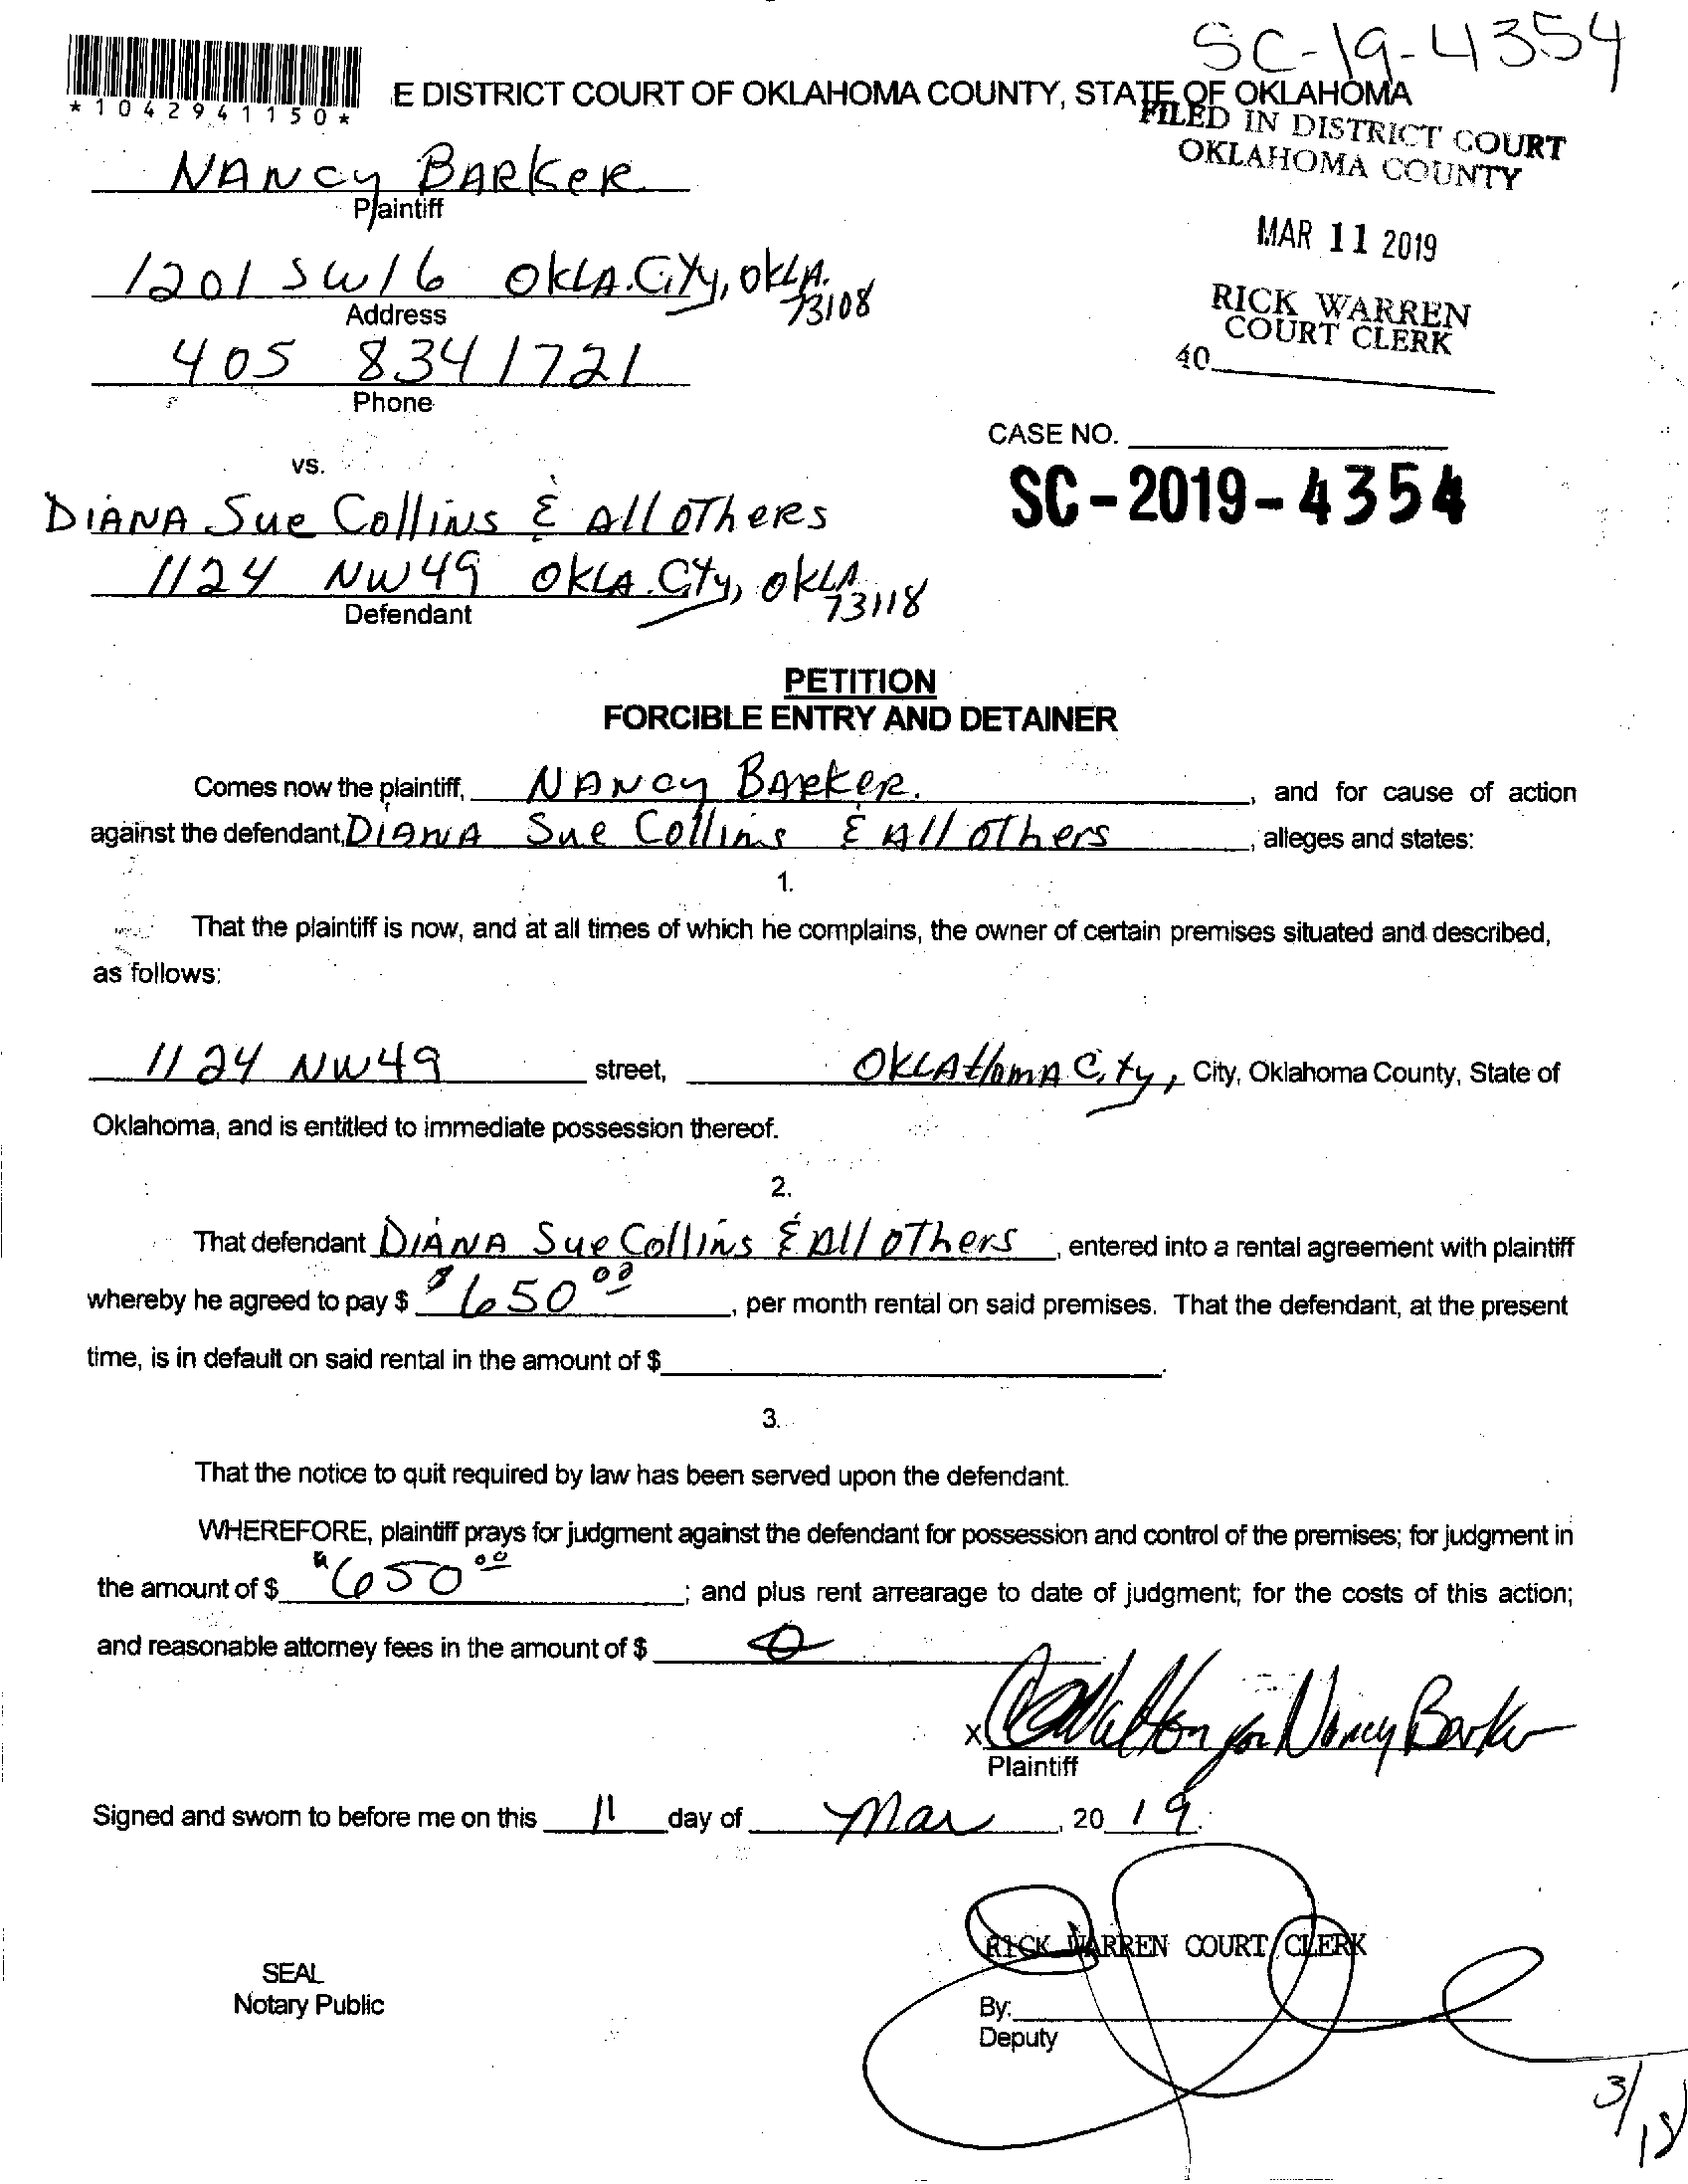 SC-19-4354
*1042941150*
E DISTRICT COURT OF OKLAHOMA COUNTY, STATE OF OKLAHOMA
FILED IN DISTRICT COURT
OKLAHOMA COUNTY
NANCY BARKER
Plaintiff
MAR 11 2019
1201 SW 16 OKLA. CiTy, OKLA. 73108
Address
RICK WARREN
COURT CLERK
40
405 834 1721
Phone
CASE NO.
vs.
SC-2019-4354
DIANA Sue Collins & All OTheRs
1124 NW 49 OKLA. CiTy, OKLA 73118
Defendant
PETITION
FORCIBLE ENTRY AND DETAINER
Comes now the plaintiff, NANCY BARKER. , and for cause of action
against the defendant, DIANA Sue Collins & All OThers , alleges and states:
1.
That the plaintiff is now, and at all times of which he complains, the owner of certain premises situated and described,
as follows:
1124 NW 49 street, OKLAHOMA City, City, Oklahoma County, State of
Oklahoma, and is entitled to immediate possession thereof.
2.
That defendant DIANA Sue Collins & All OThers , entered into a rental agreement with plaintiff
whereby he agreed to pay $ $650 00 , per month rental on said premises. That the defendant, at the present
time, is in default on said rental in the amount of $ .
3.
That the notice to quit required by law has been served upon the defendant.
WHEREFORE, plaintiff prays for judgment against the defendant for possession and control of the premises; for judgment in
the amount of $ 650 00 ; and plus rent arrearage to date of judgment; for the costs of this action;
and reasonable attorney fees in the amount of $ 0
x Walton for Nancy Barker
Plaintiff
Signed and sworn to before me on this 11 day of Mar , 20 19.
RICK WARREN COURT CLERK
SEAL
Notary Public
By:
Deputy
3/18